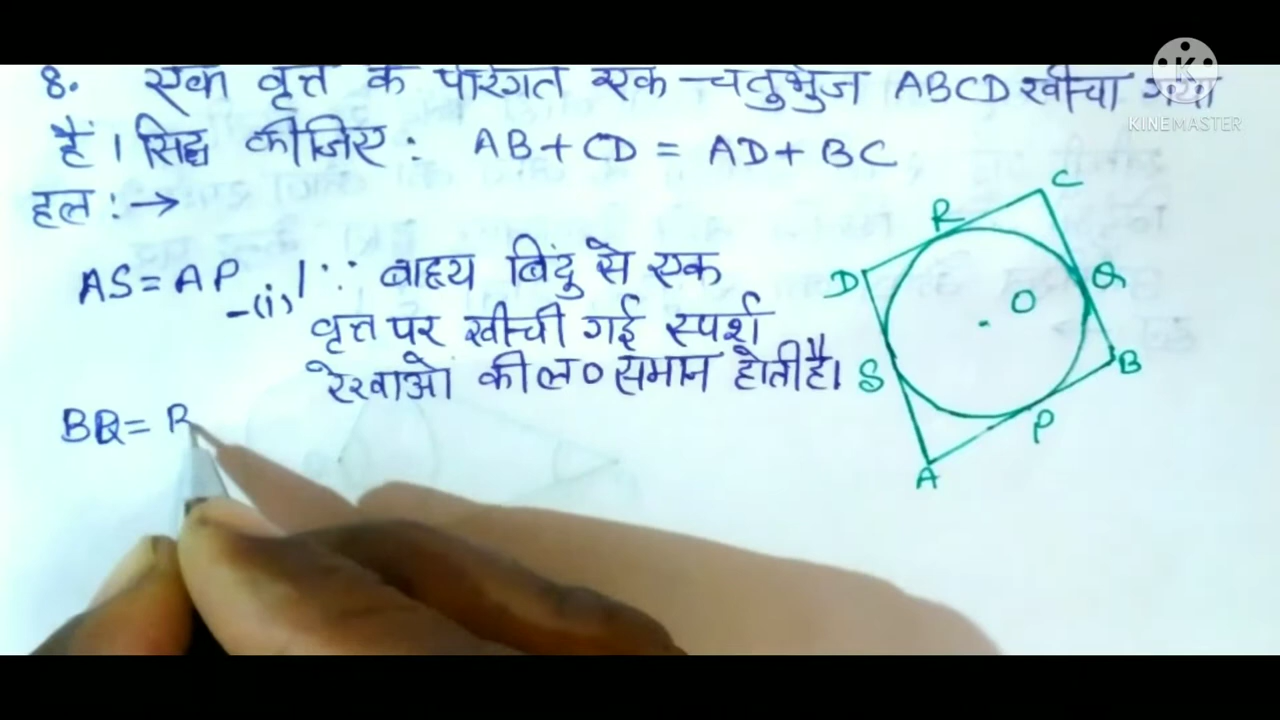 8. एक वृत्त के परिगत एक चतुर्भुज ABCD खींचा गया
है। सिद्ध कीजिए: AB+CD = AD+BC
हल :→
AS = AP -(i) | ∵ बाह्य बिंदु से एक
वृत्त पर खींची गई स्पर्श
रेखाओं की ल० समान होती है।
BQ = B
C
R
D
Q
O
S
B
P
A
KINEMASTER